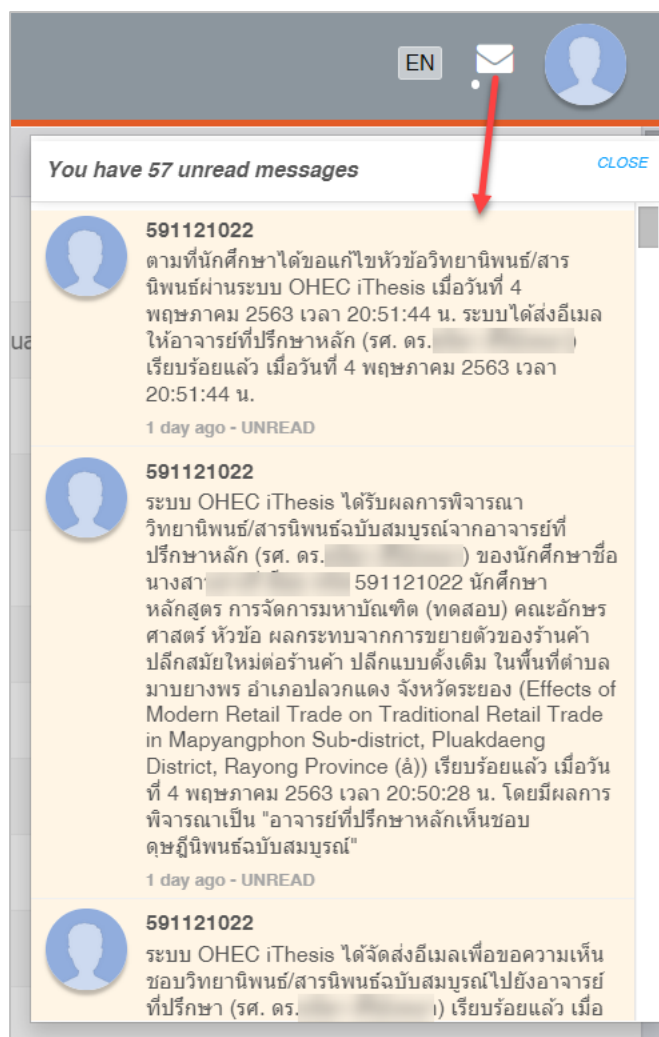 EN
You have 57 unread messages
CLOSE
591121022
ตามที่นักศึกษาได้ขอแก้ไขหัวข้อวิทยานิพนธ์/สาร
นิพนธ์ผ่านระบบ OHEC iThesis เมื่อวันที่ 4
พฤษภาคม 2563 เวลา 20:51:44 น. ระบบได้ส่งอีเมล
ให้อาจารย์ที่ปรึกษาหลัก (รศ. ดร. )
เรียบร้อยแล้ว เมื่อวันที่ 4 พฤษภาคม 2563 เวลา
20:51:44 น.
1 day ago - UNREAD
591121022
ระบบ OHEC iThesis ได้รับผลการพิจารณา
วิทยานิพนธ์/สารนิพนธ์ฉบับสมบูรณ์จากอาจารย์ที่
ปรึกษาหลัก (รศ. ดร. ) ของนักศึกษาชื่อ
นางสา 591121022 นักศึกษา
หลักสูตร การจัดการมหาบัณฑิต (ทดสอบ) คณะอักษร
ศาสตร์ หัวข้อ ผลกระทบจากการขยายตัวของร้านค้า
ปลีกสมัยใหม่ต่อร้านค้า ปลีกแบบดั้งเดิม ในพื้นที่ตำบล
มาบยางพร อำเภอปลวกแดง จังหวัดระยอง (Effects of
Modern Retail Trade on Traditional Retail Trade
in Mapyangphon Sub-district, Pluakdaeng
District, Rayong Province (å)) เรียบร้อยแล้ว เมื่อวัน
ที่ 4 พฤษภาคม 2563 เวลา 20:50:28 น. โดยมีผลการ
พิจารณาเป็น "อาจารย์ที่ปรึกษาหลักเห็นชอบ
ดุษฎีนิพนธ์ฉบับสมบูรณ์"
1 day ago - UNREAD
591121022
ระบบ OHEC iThesis ได้จัดส่งอีเมลเพื่อขอความเห็น
ชอบวิทยานิพนธ์/สารนิพนธ์ฉบับสมบูรณ์ไปยังอาจารย์
ที่ปรึกษา (รศ. ดร. ) เรียบร้อยแล้ว เมื่อ